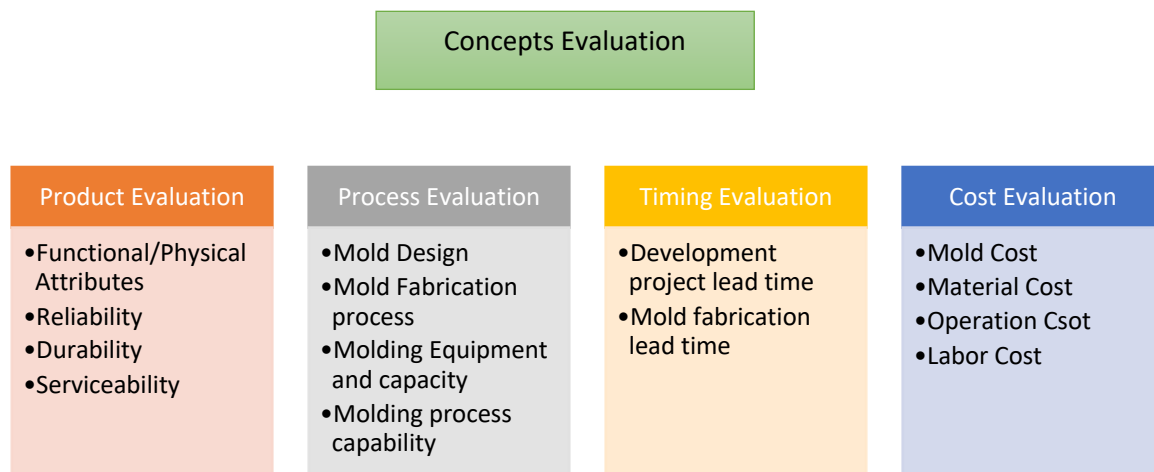 Concepts Evaluation
Product Evaluation
•Functional/Physical
Attributes
•Reliability
•Durability
•Serviceability
Process Evaluation
•Mold Design
•Mold Fabrication
process
•Molding Equipment
and capacity
•Molding process
capability
Timing Evaluation
•Development
project lead time
•Mold fabrication
lead time
Cost Evaluation
•Mold Cost
•Material Cost
•Operation Csot
•Labor Cost